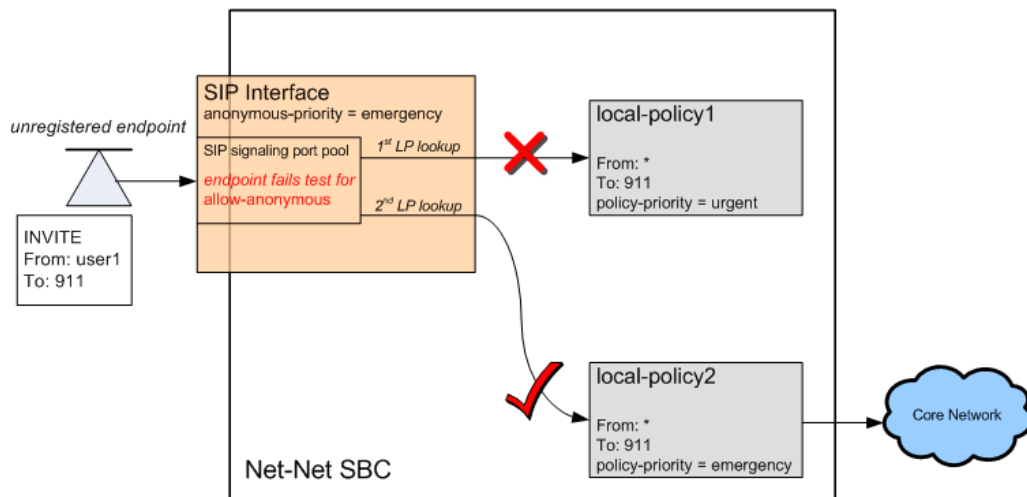 unregistered endpoint
INVITE
From: user1
To: 911
SIP Interface
anonymous-priority = emergency
SIP signaling port pool
endpoint fails test for
allow-anonymous
1st LP lookup
2nd LP lookup
local-policy1
From: *
To: 911
policy-priority = urgent
local-policy2
From: *
To: 911
policy-priority = emergency
Core Network
Net-Net SBC